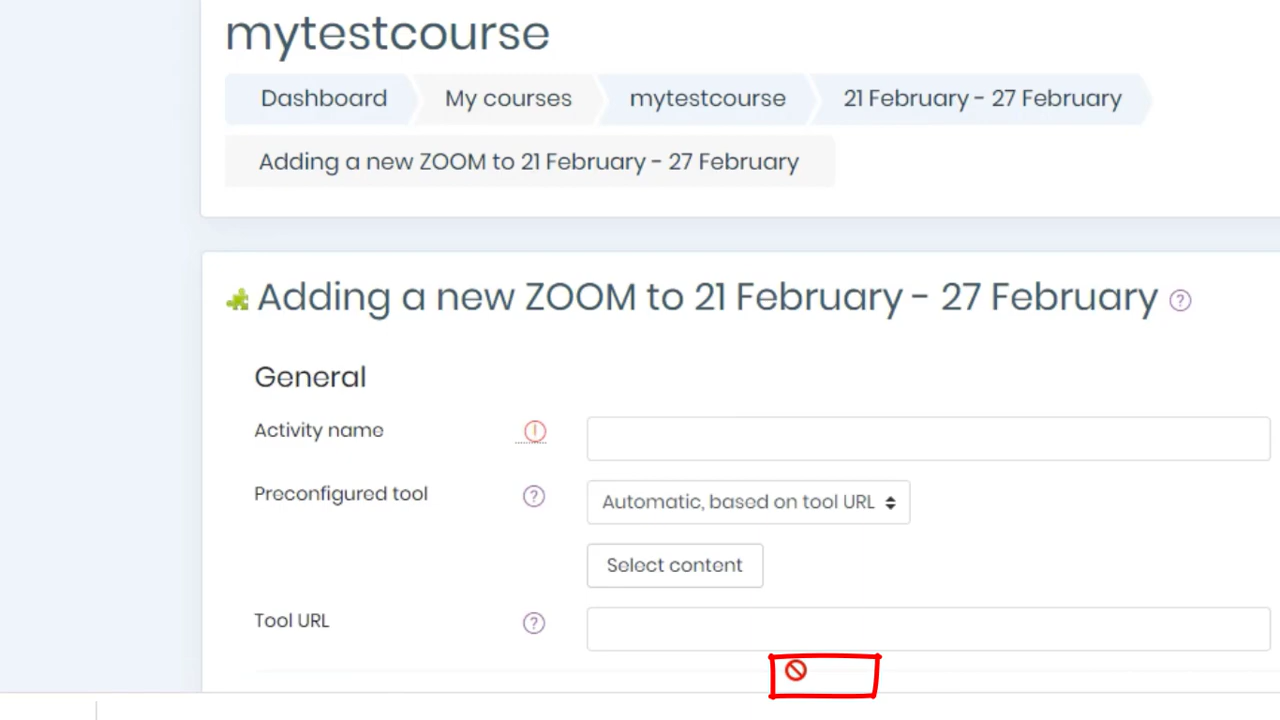 mytestcourse
Dashboard My courses mytestcourse 21 February - 27 February
Adding a new ZOOM to 21 February - 27 February
Adding a new ZOOM to 21 February - 27 February
General
Activity name
Preconfigured tool Automatic, based on tool URL
Select content
Tool URL